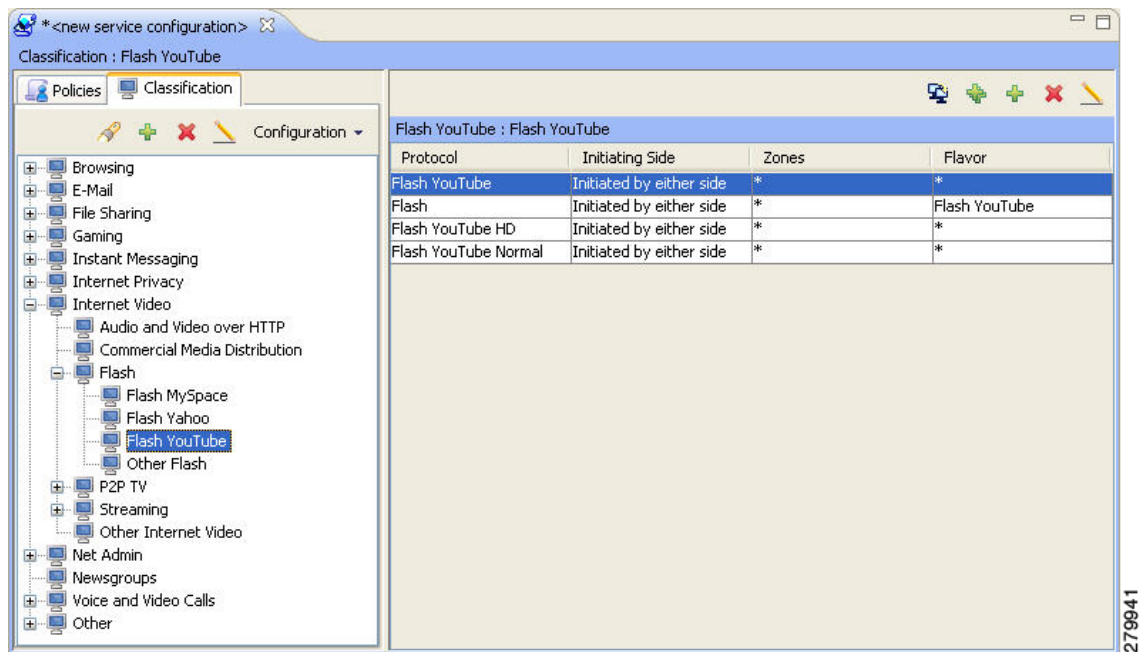 *<new service configuration>
Classification : Flash YouTube
Policies
Classification
Configuration
Browsing
E-Mail
File Sharing
Gaming
Instant Messaging
Internet Privacy
Internet Video
Audio and Video over HTTP
Commercial Media Distribution
Flash
Flash MySpace
Flash Yahoo
Flash YouTube
Other Flash
P2P TV
Streaming
Other Internet Video
Net Admin
Newsgroups
Voice and Video Calls
Other
Flash YouTube : Flash YouTube
Protocol Initiating Side Zones Flavor
Flash YouTube Initiated by either side * *
Flash Initiated by either side * Flash YouTube
Flash YouTube HD Initiated by either side * *
Flash YouTube Normal Initiated by either side * *
279941